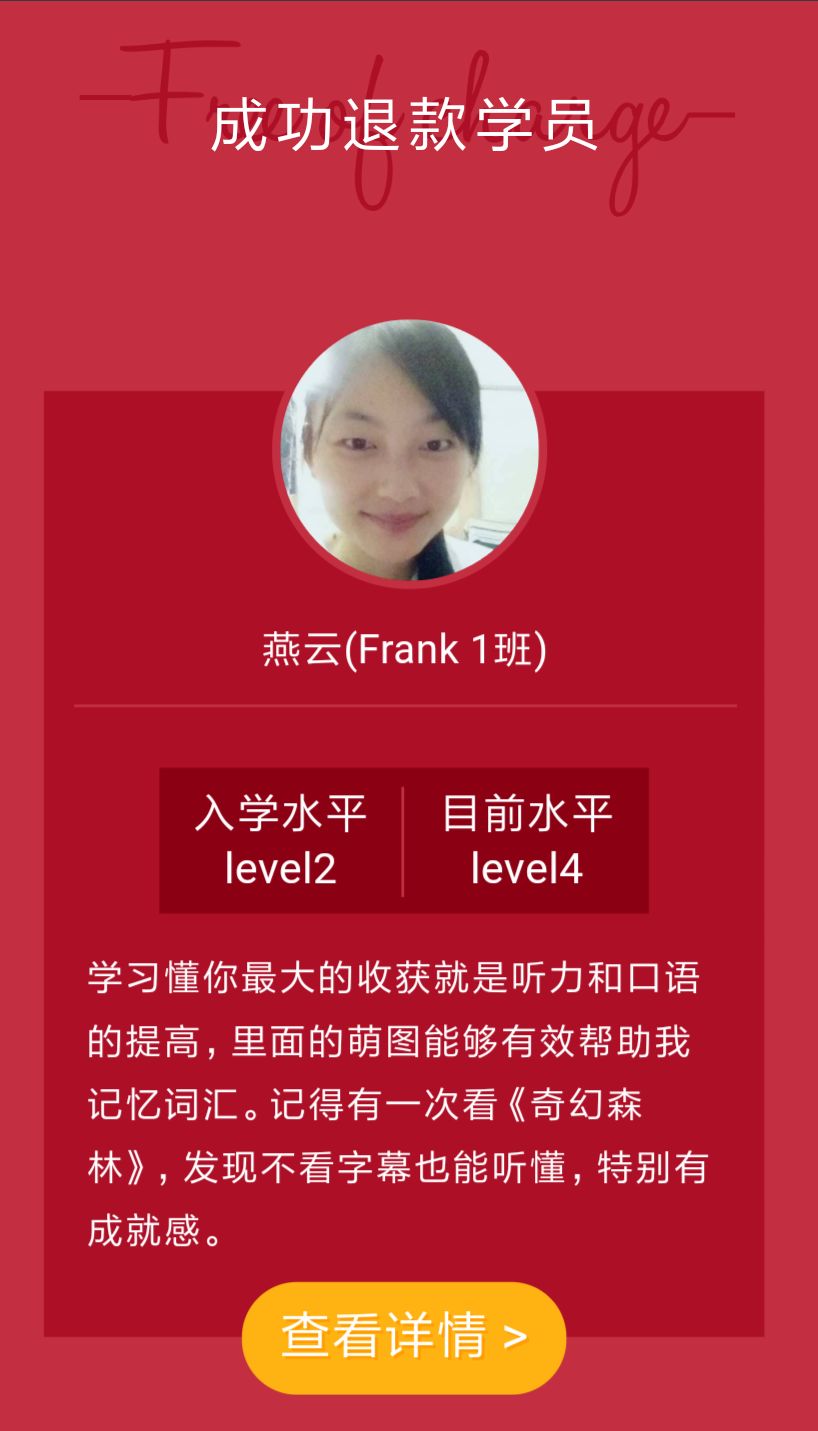 Free of change
成功退款学员
燕云(Frank 1班)
入学水平 目前水平
level2 level4
学习懂你最大的收获就是听力和口语
的提高，里面的萌图能够有效帮助我
记忆词汇。记得有一次看《奇幻森
林》，发现不看字幕也能听懂，特别有
成就感。
查看详情 >